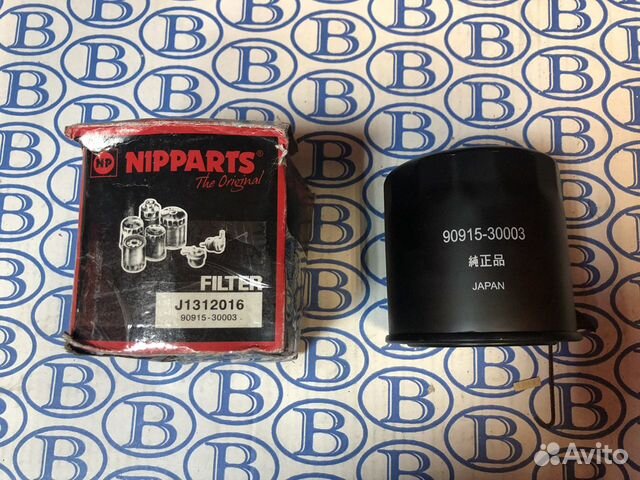 NP NIPPARTS®
The Original
FILTER
J1312016
90915-30003
90915-30003
純正品
JAPAN
B B B B
Avito